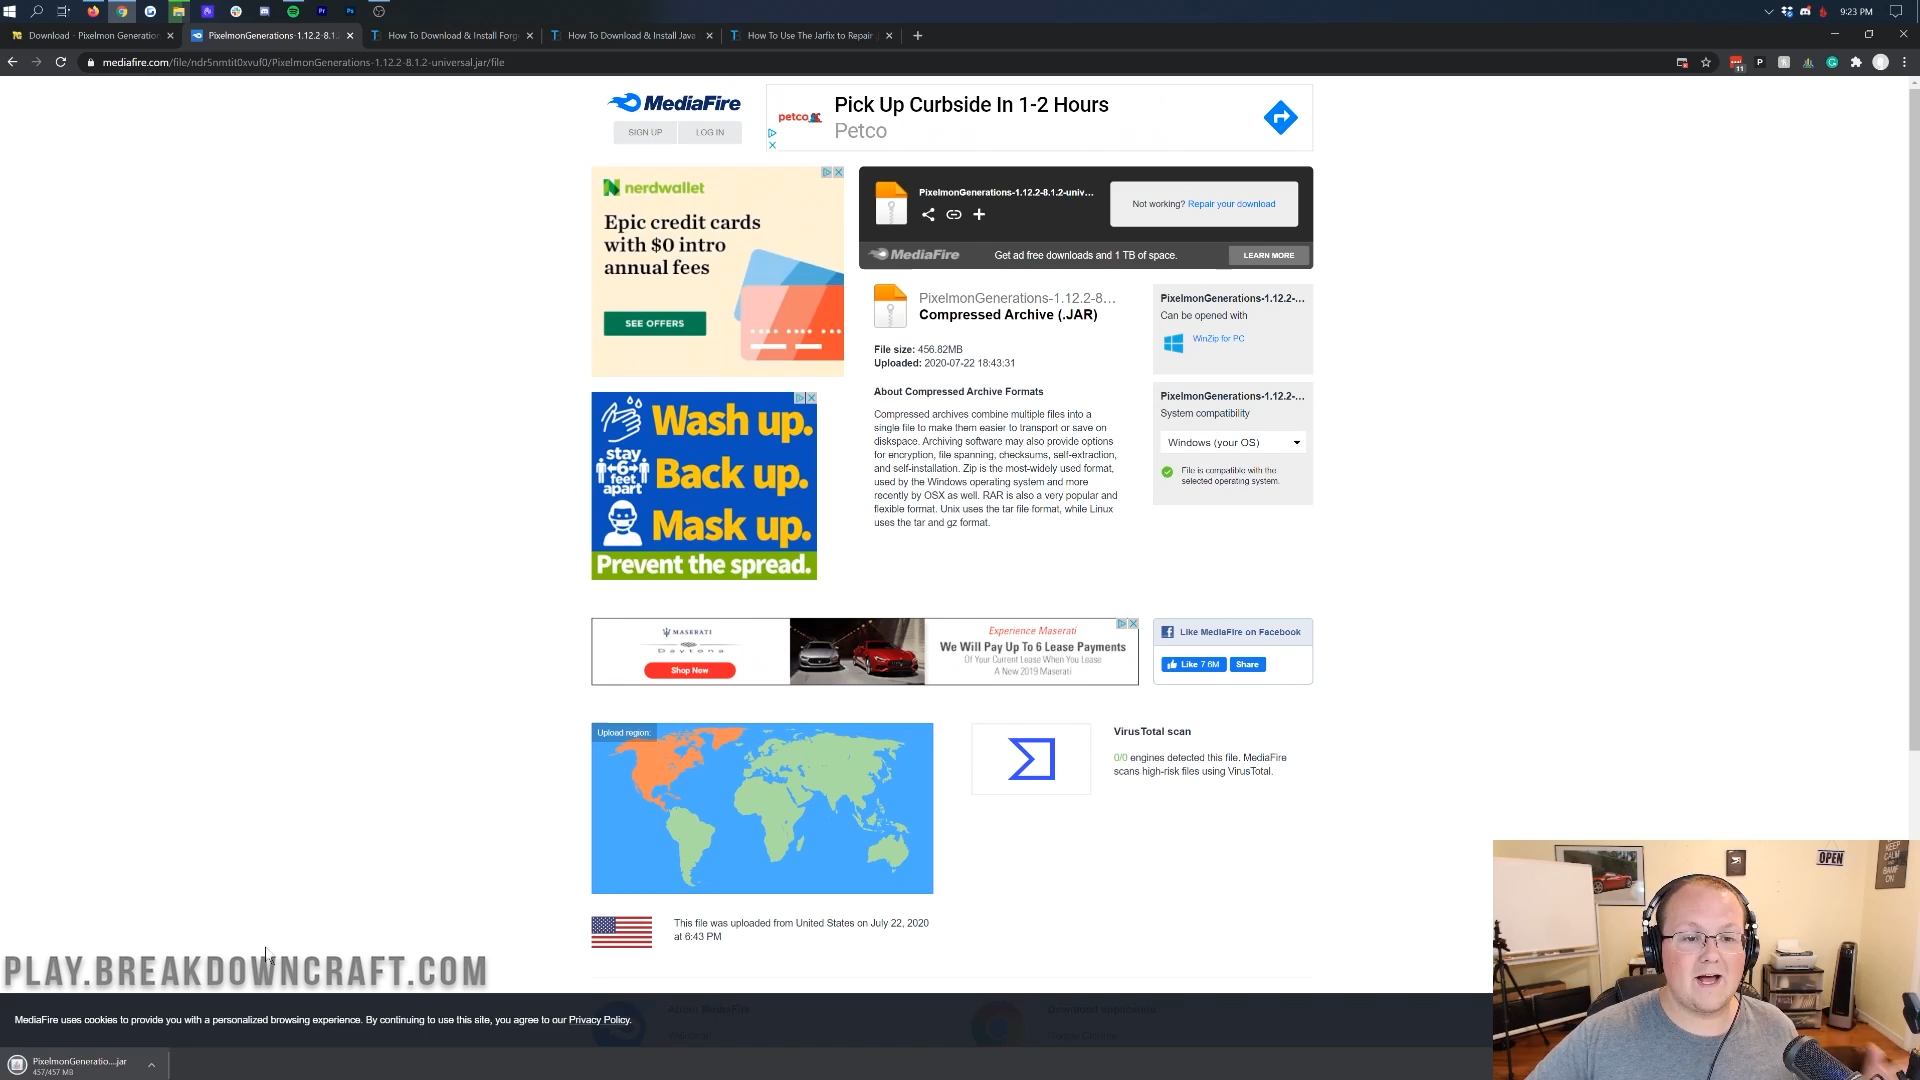 9:23 PM
Download - Pixelmon Generation
PixelmonGenerations-1.12.2-8.1.
How To Download & Install Forg
How To Download & Install Java
How To Use The Jarfix to Repair
mediafire.com/file/ndr5nmtit0xvuf0/PixelmonGenerations-1.12.2-8.1.2-universal.jar/file
11
MediaFire
SIGN UP
LOG IN
petco
Pick Up Curbside In 1-2 Hours
Petco
nerdwallet
Epic credit cards
with $0 intro
annual fees
SEE OFFERS
PixelmonGenerations-1.12.2-8.1.2-univ...
Not working? Repair your download
MediaFire
Get ad free downloads and 1 TB of space.
LEARN MORE
PixelmonGenerations-1.12.2-8...
Compressed Archive (.JAR)
File size: 456.82MB
Uploaded: 2020-07-22 18:43:31
About Compressed Archive Formats
Compressed archives combine multiple files into a
single file to make them easier to transport or save on
diskspace. Archiving software may also provide options
for encryption, file spanning, checksums, self-extraction,
and self-installation. Zip is the most-widely used format,
used by the Windows operating system and more
recently by OSX as well. RAR is also a very popular and
flexible format. Unix uses the tar file format, while Linux
uses the tar and gz format.
PixelmonGenerations-1.12.2-...
Can be opened with
WinZip for PC
PixelmonGenerations-1.12.2-...
System compatibility
Windows (your OS)
File is compatible with the
selected operating system.
Wash up.
stay
6
feet
apart
Back up.
Mask up.
Prevent the spread.
MASERATI
Daytona
Shop Now
Experience Maserati
We Will Pay Up To 6 Lease Payments
Of Your Current Lease When You Lease
A New 2019 Maserati
Like MediaFire on Facebook
Like 7.6M
Share
Upload region:
VirusTotal scan
0/0 engines detected this file. MediaFire
scans high-risk files using VirusTotal.
This file was uploaded from United States on July 22, 2020
at 6:43 PM
PLAY.BREAKDOWNCRAFT.COM
About MediaFire
MediaFire uses cookies to provide you with a personalized browsing experience. By continuing to use this site, you agree to our Privacy Policy.
PixelmonGeneratio....jar
457/457 MB
OPEN
KEEP
CALM
AND
BAMF
ON